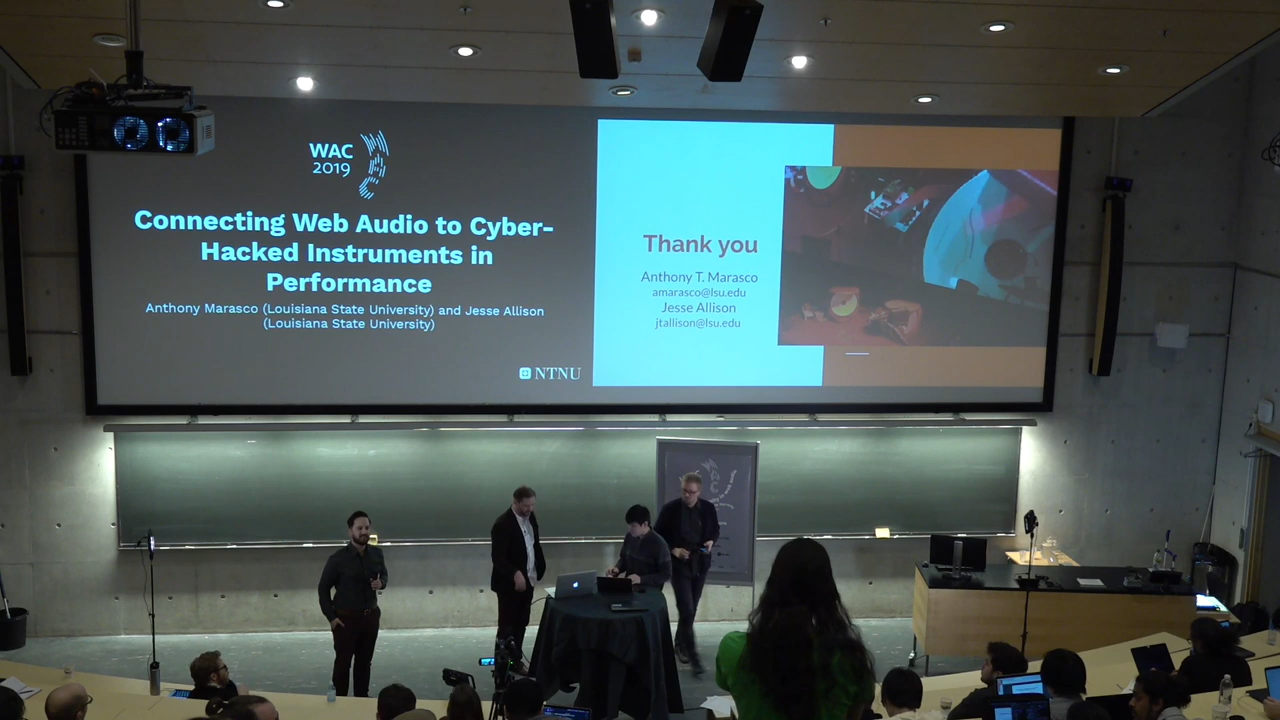 WAC
2019
Connecting Web Audio to Cyber-
Hacked Instruments in
Performance
Anthony Marasco (Louisiana State University) and Jesse Allison
(Louisiana State University)
NTNU
Thank you
Anthony T. Marasco
amarasco@lsu.edu
Jesse Allison
jtallison@lsu.edu